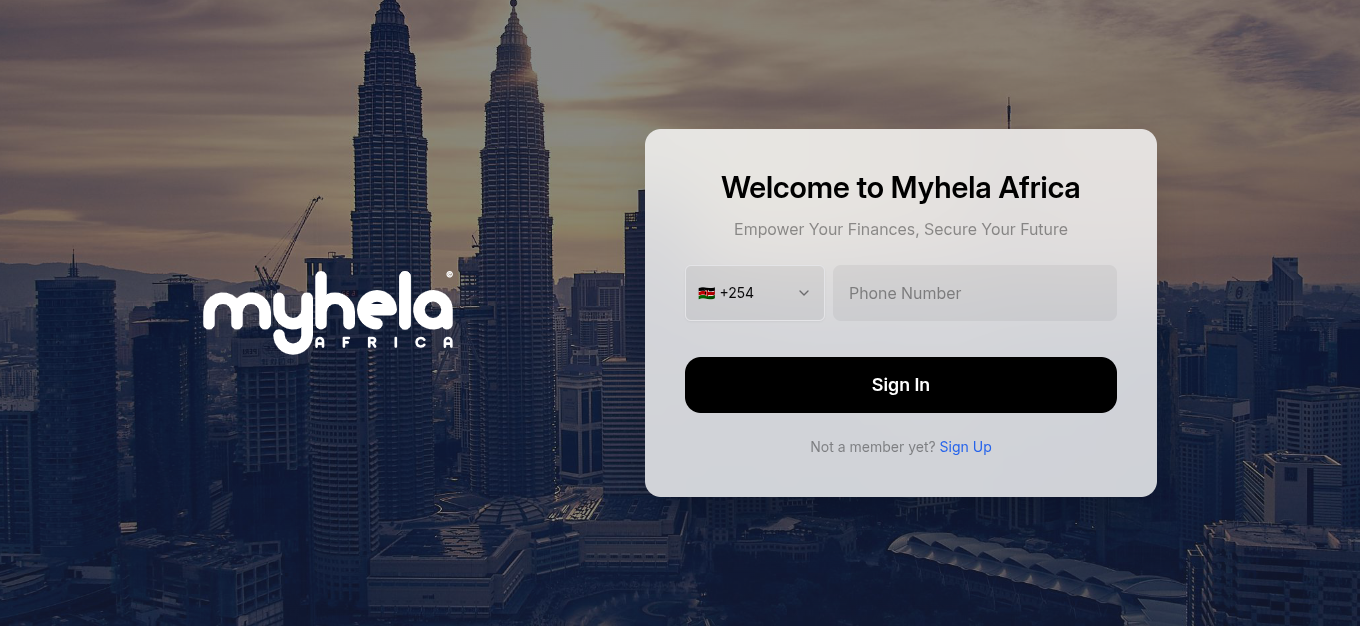 myhela
AFRICA
Welcome to Myhela Africa
Empower Your Finances, Secure Your Future
+254
Phone Number
Sign In
Not a member yet? Sign Up